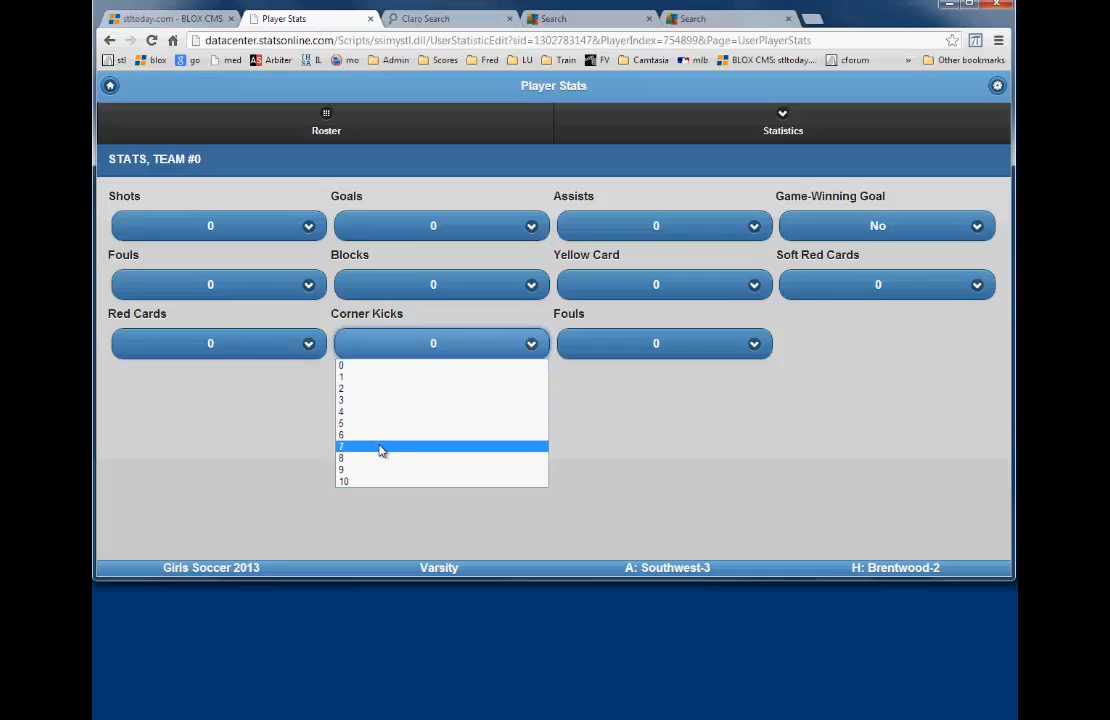 stltoday.com - BLOX CMS
Player Stats
Claro Search
Search
Search
datacenter.statsonline.com/Scripts/ssimystl.dll/UserStatisticEdit?sid=1302783147&PlayerIndex=754899&Page=UserPlayerStats
stl blox go med Arbiter IL mo Admin Scores Fred LU Train FV Camtasia mlb BLOX CMS: stltoday.... cforum » Other bookmarks
Player Stats
Roster Statistics
STATS, TEAM #0
Shots Goals Assists Game-Winning Goal
0 0 0 No
Fouls Blocks Yellow Card Soft Red Cards
0 0 0 0
Red Cards Corner Kicks Fouls
0 0 0
0
1
2
3
4
5
6
7
8
9
10
Girls Soccer 2013 Varsity A: Southwest-3 H: Brentwood-2